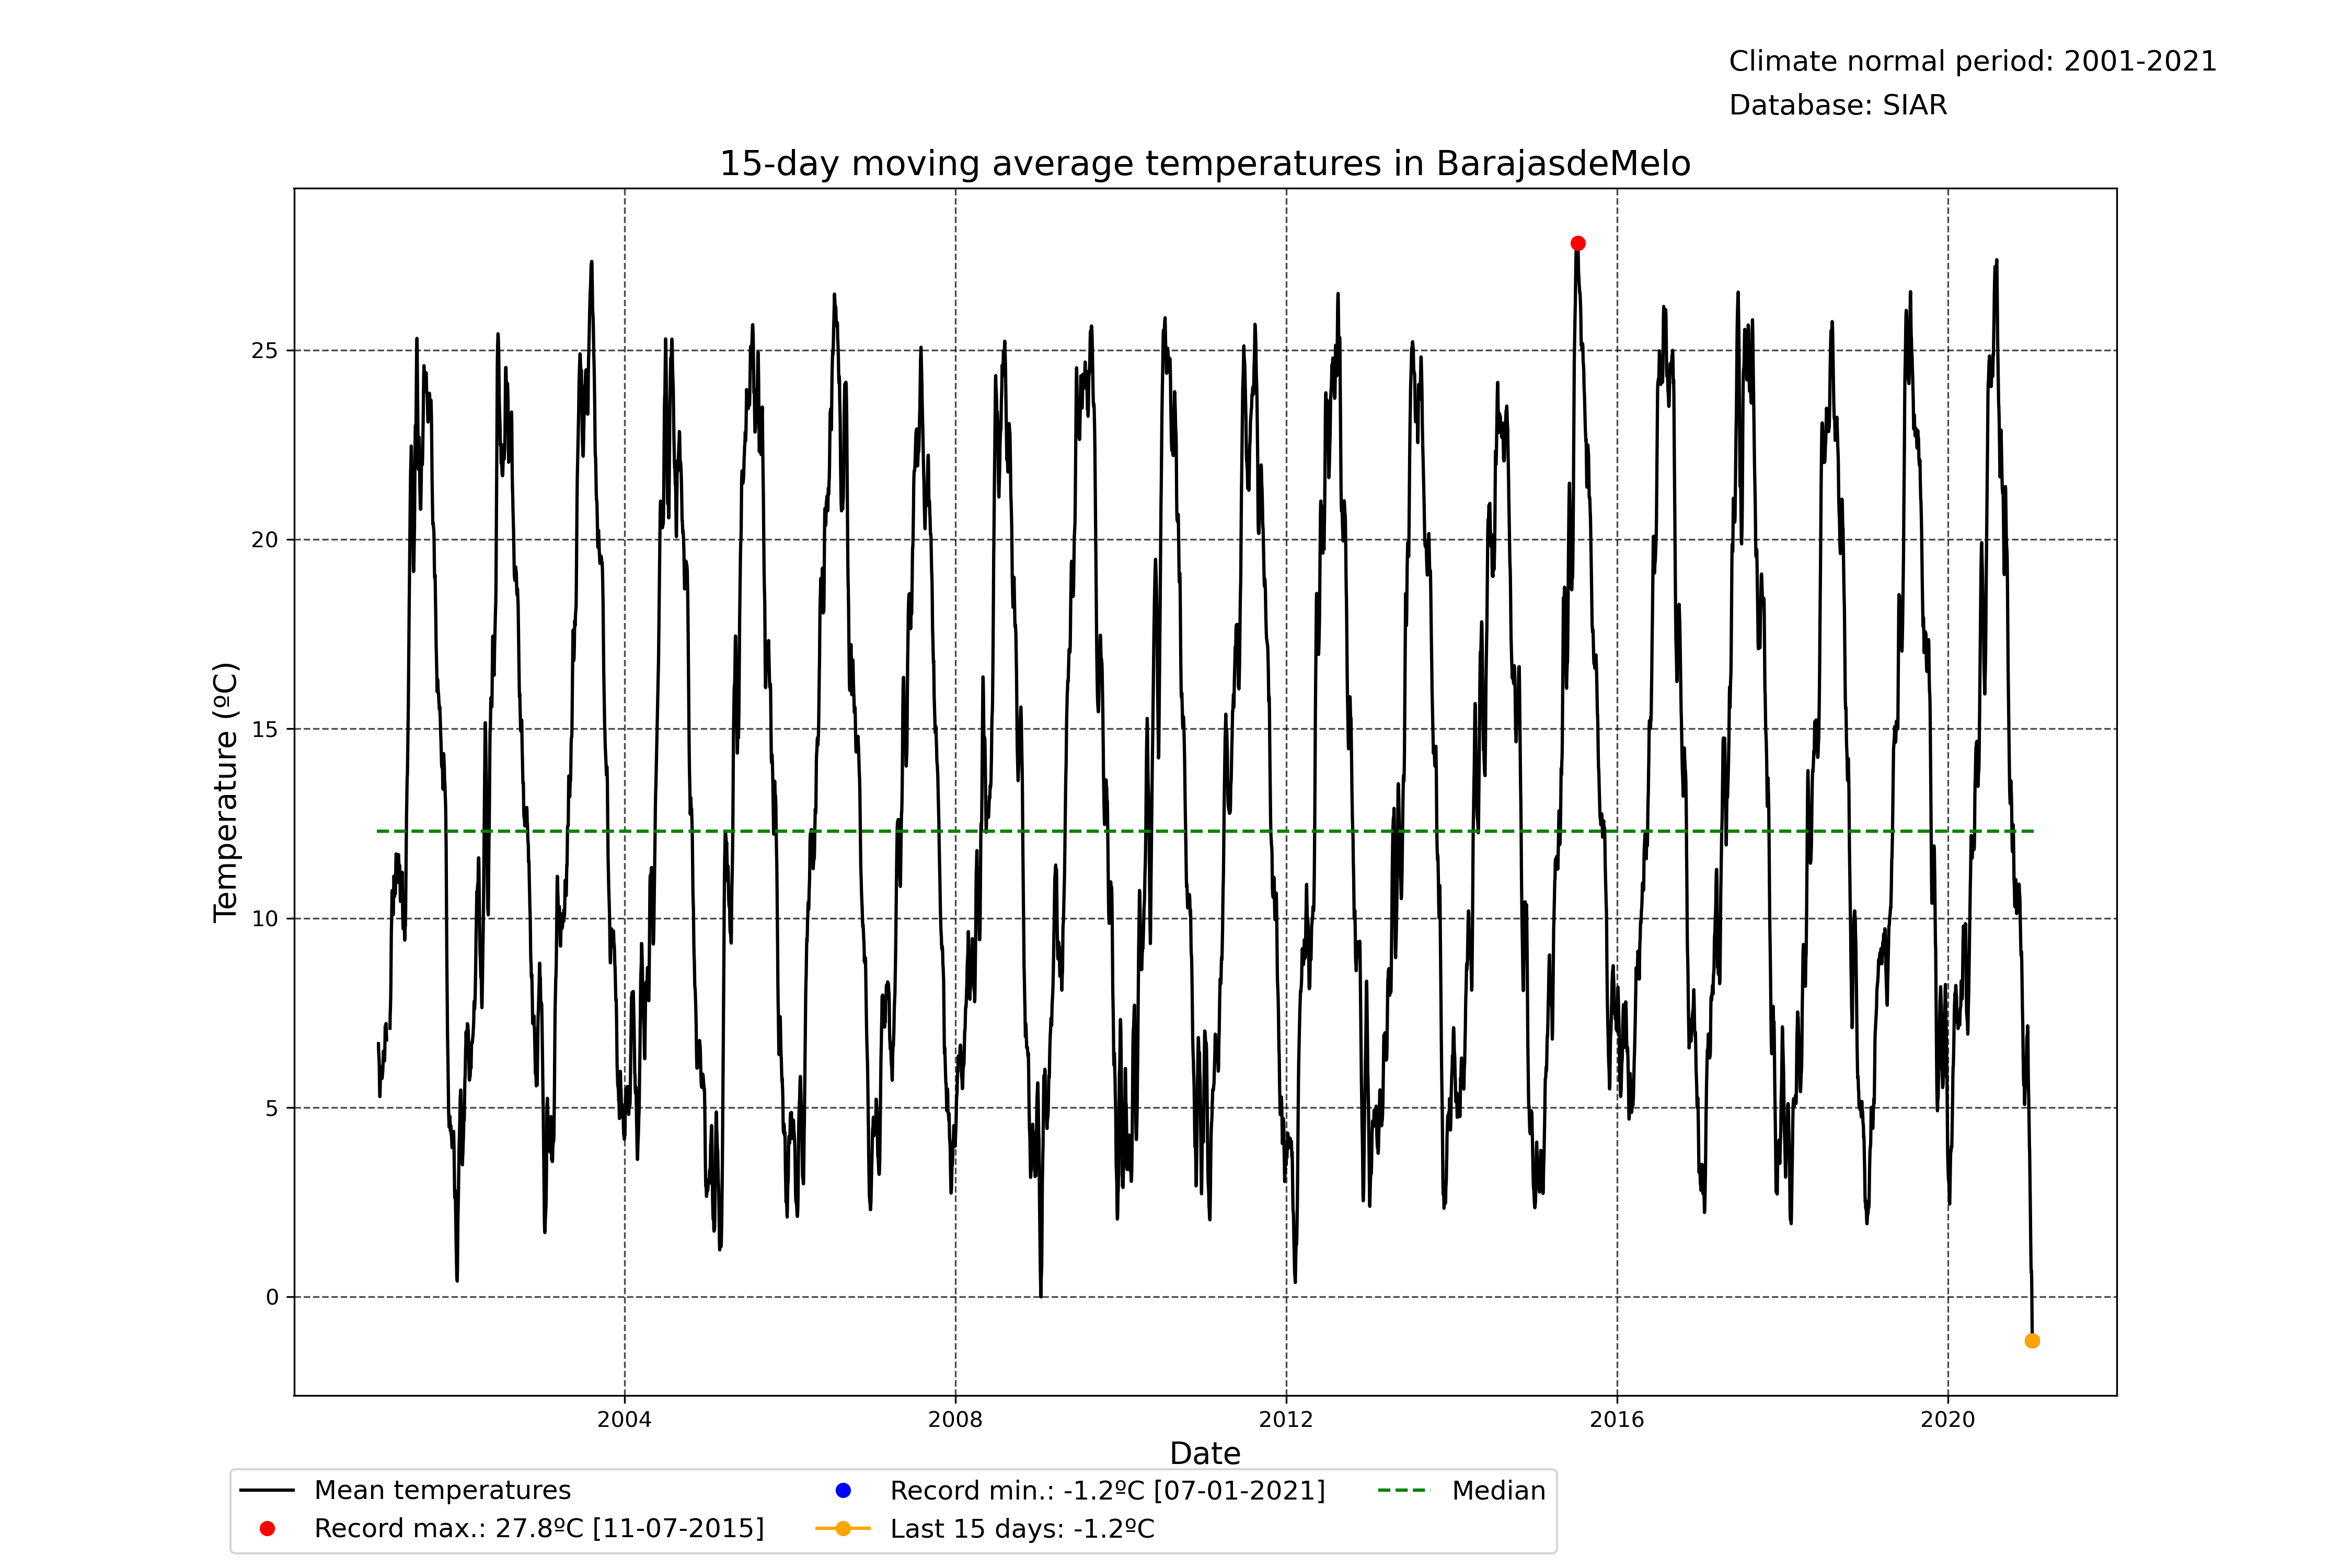 Climate normal period: 2001-2021
Database: SIAR
15-day moving average temperatures in BarajasdeMelo
Temperature (ºC)
25
20
15
10
5
0
2004 2008 2012 2016 2020
Date
Mean temperatures
Record max.: 27.8ºC [11-07-2015]
Record min.: -1.2ºC [07-01-2021]
Last 15 days: -1.2ºC
Median